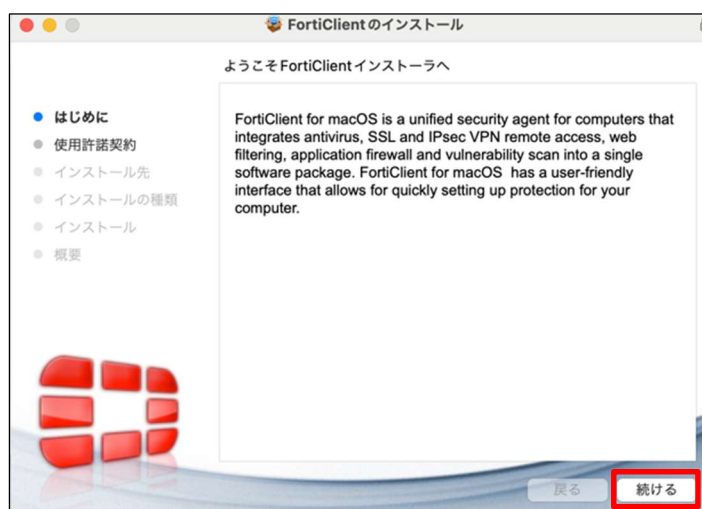 FortiClientのインストール
ようこそFortiClientインストーラへ
はじめに
使用許諾契約
インストール先
インストールの種類
インストール
概要
FortiClient for macOS is a unified security agent for computers that
integrates antivirus, SSL and IPsec VPN remote access, web
filtering, application firewall and vulnerability scan into a single
software package. FortiClient for macOS  has a user-friendly
interface that allows for quickly setting up protection for your
computer.
戻る
続ける